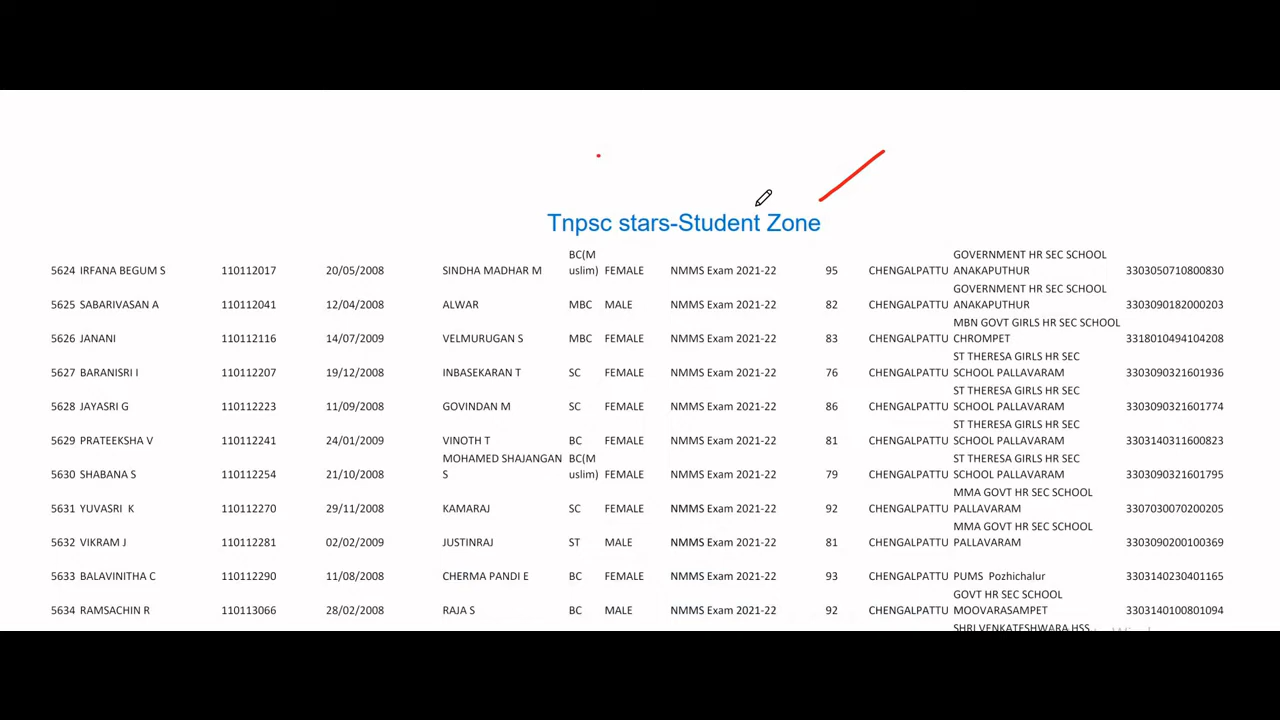 Tnpsc stars-Student Zone
BC(M GOVERNMENT HR SEC SCHOOL
5624 IRFANA BEGUM S 110112017 20/05/2008 SINDHA MADHAR M uslim) FEMALE NMMS Exam 2021-22 95 CHENGALPATTU ANAKAPUTHUR 3303050710800830
GOVERNMENT HR SEC SCHOOL
5625 SABARIVASAN A 110112041 12/04/2008 ALWAR MBC MALE NMMS Exam 2021-22 82 CHENGALPATTU ANAKAPUTHUR 3303090182000203
MBN GOVT GIRLS HR SEC SCHOOL
5626 JANANI 110112116 14/07/2009 VELMURUGAN S MBC FEMALE NMMS Exam 2021-22 83 CHENGALPATTU CHROMPET 3318010494104208
ST THERESA GIRLS HR SEC
5627 BARANISRI I 110112207 19/12/2008 INBASEKARAN T SC FEMALE NMMS Exam 2021-22 76 CHENGALPATTU SCHOOL PALLAVARAM 3303090321601936
ST THERESA GIRLS HR SEC
5628 JAYASRI G 110112223 11/09/2008 GOVINDAN M SC FEMALE NMMS Exam 2021-22 86 CHENGALPATTU SCHOOL PALLAVARAM 3303090321601774
ST THERESA GIRLS HR SEC
5629 PRATEEKSHA V 110112241 24/01/2009 VINOTH T BC FEMALE NMMS Exam 2021-22 81 CHENGALPATTU SCHOOL PALLAVARAM 3303140311600823
MOHAMED SHAJANGAN BC(M ST THERESA GIRLS HR SEC
5630 SHABANA S 110112254 21/10/2008 S uslim) FEMALE NMMS Exam 2021-22 79 CHENGALPATTU SCHOOL PALLAVARAM 3303090321601795
MMA GOVT HR SEC SCHOOL
5631 YUVASRI K 110112270 29/11/2008 KAMARAJ SC FEMALE NMMS Exam 2021-22 92 CHENGALPATTU PALLAVARAM 3307030070200205
MMA GOVT HR SEC SCHOOL
5632 VIKRAM J 110112281 02/02/2009 JUSTINRAJ ST MALE NMMS Exam 2021-22 81 CHENGALPATTU PALLAVARAM 3303090200100369
5633 BALAVINITHA C 110112290 11/08/2008 CHERMA PANDI E BC FEMALE NMMS Exam 2021-22 93 CHENGALPATTU PUMS Pozhichalur 3303140230401165
GOVT HR SEC SCHOOL
5634 RAMSACHIN R 110113066 28/02/2008 RAJA S BC MALE NMMS Exam 2021-22 92 CHENGALPATTU MOOVARASAMPET 3303140100801094
SHRI VENKATESHWARA HSS